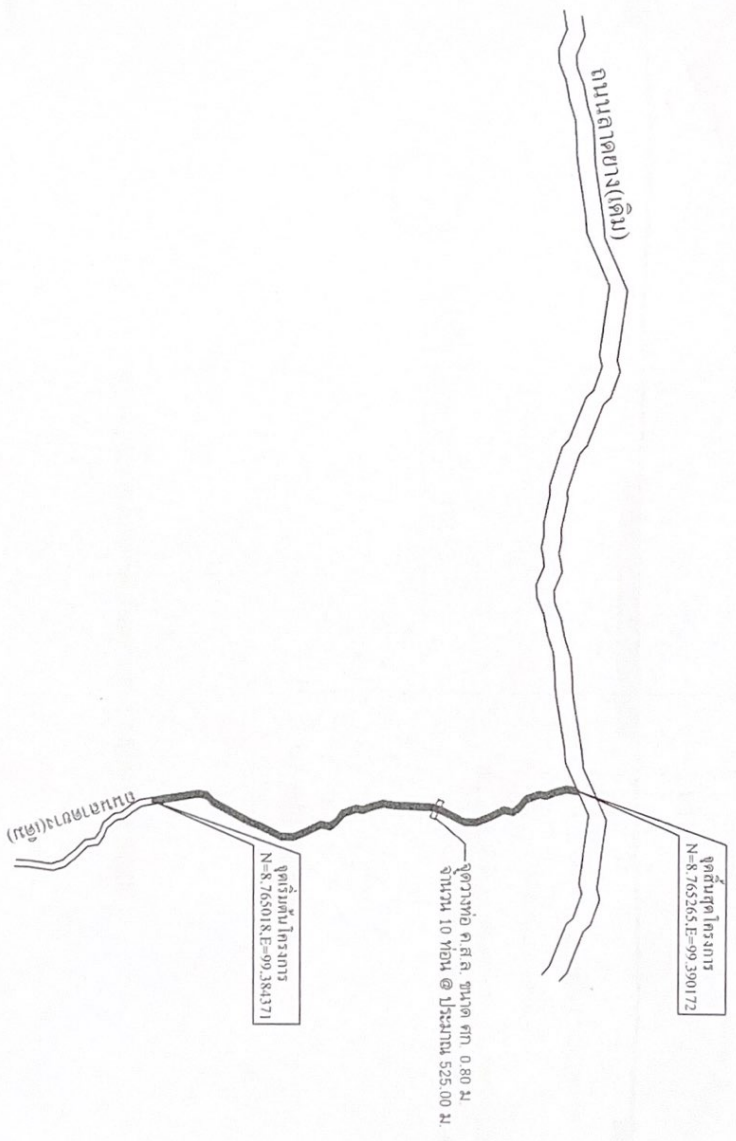 ถนนลาดยาง(เดิม)
จุดสิ้นสุดโครงการ
N=8.765265,E=99.390172
จุดวางท่อ ค.ส.ล. ขนาด ศก. 0.80 ม.
จำนวน 10 ท่อน @ ประมาณ 525.00 ม.
จุดเริ่มต้นโครงการ
N=8.765018,E=99.384371
ถนนลาดยาง(เดิม)